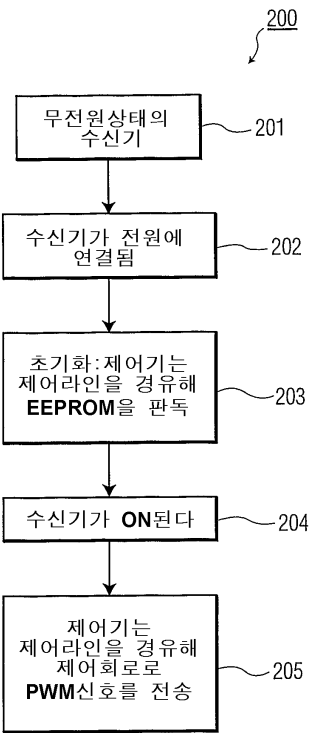 200
무전원상태의
수신기
201
수신기가 전원에
연결됨
202
초기화:제어기는
제어라인을 경유해
EEPROM을 판독
203
수신기가 ON된다
204
제어기는
제어라인을 경유해
제어회로로
PWM신호를 전송
205